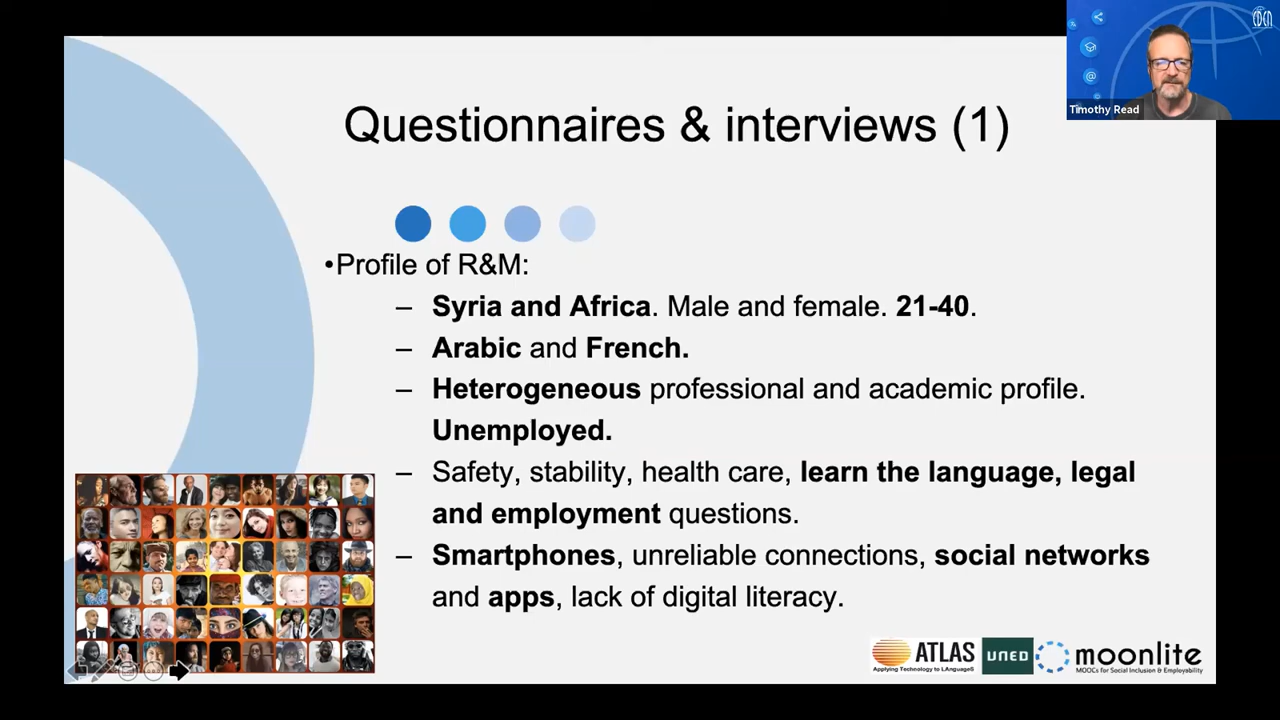 EDEN
Timothy Read
Questionnaires & interviews (1)
•Profile of R&M:
– Syria and Africa. Male and female. 21-40.
– Arabic and French.
– Heterogeneous professional and academic profile.
Unemployed.
– Safety, stability, health care, learn the language, legal
and employment questions.
– Smartphones, unreliable connections, social networks
and apps, lack of digital literacy.
ATLAS
Applying Technology to LAnguageS
UNED
moonlite
MOOCs for Social Inclusion & Employability